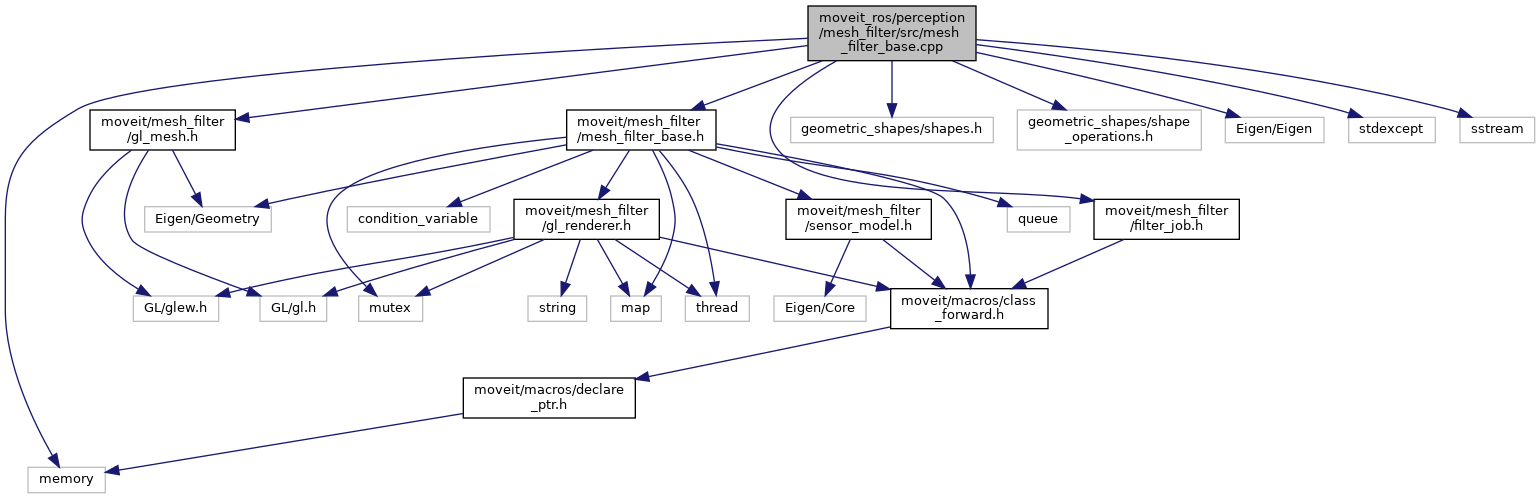 moveit_ros/perception
/mesh_filter/src/mesh
_filter_base.cpp
moveit/mesh_filter
/gl_mesh.h
moveit/mesh_filter
/mesh_filter_base.h
geometric_shapes/shapes.h
geometric_shapes/shape
_operations.h
Eigen/Eigen
stdexcept
sstream
Eigen/Geometry
condition_variable
moveit/mesh_filter
/gl_renderer.h
moveit/mesh_filter
/sensor_model.h
queue
moveit/mesh_filter
/filter_job.h
GL/glew.h
GL/gl.h
mutex
string
map
thread
Eigen/Core
moveit/macros/class
_forward.h
moveit/macros/declare
_ptr.h
memory